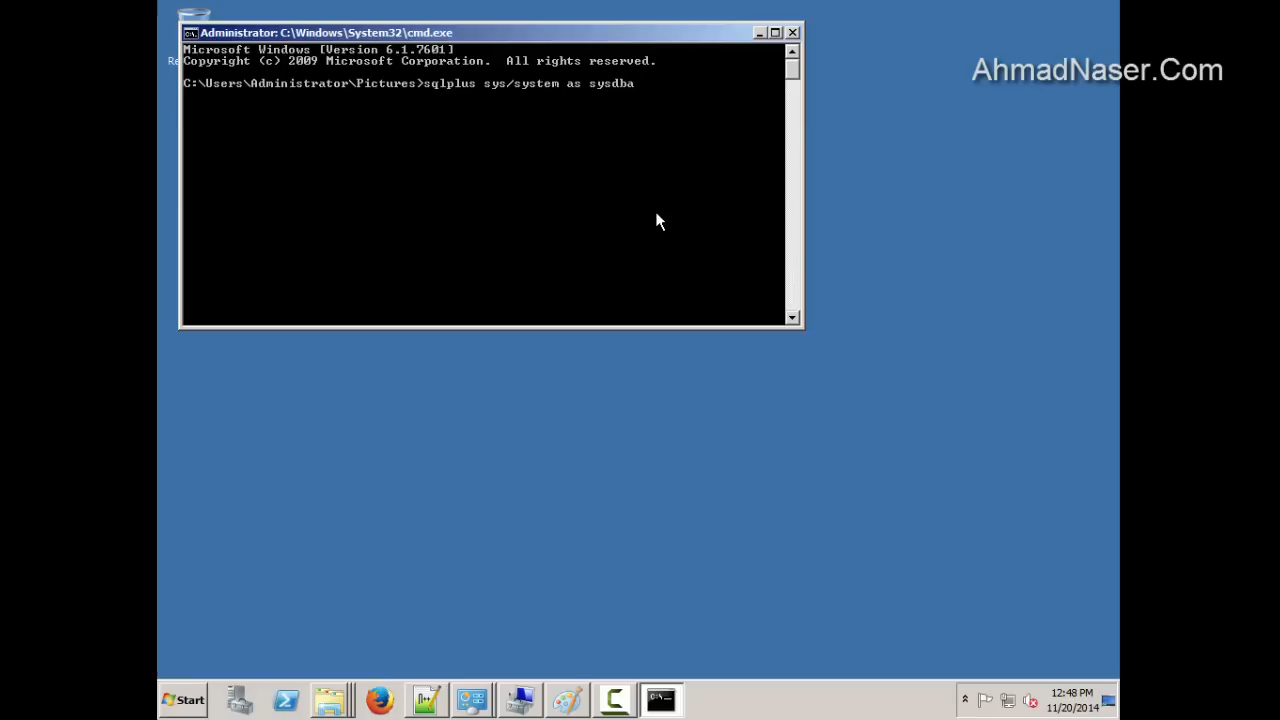 Administrator: C:\Windows\System32\cmd.exe
Microsoft Windows [Version 6.1.7601]
Copyright (c) 2009 Microsoft Corporation.  All rights reserved.
C:\Users\Administrator\Pictures>sqlplus sys/system as sysdba
AhmadNaser.Com
Re
Start
12:48 PM
11/20/2014